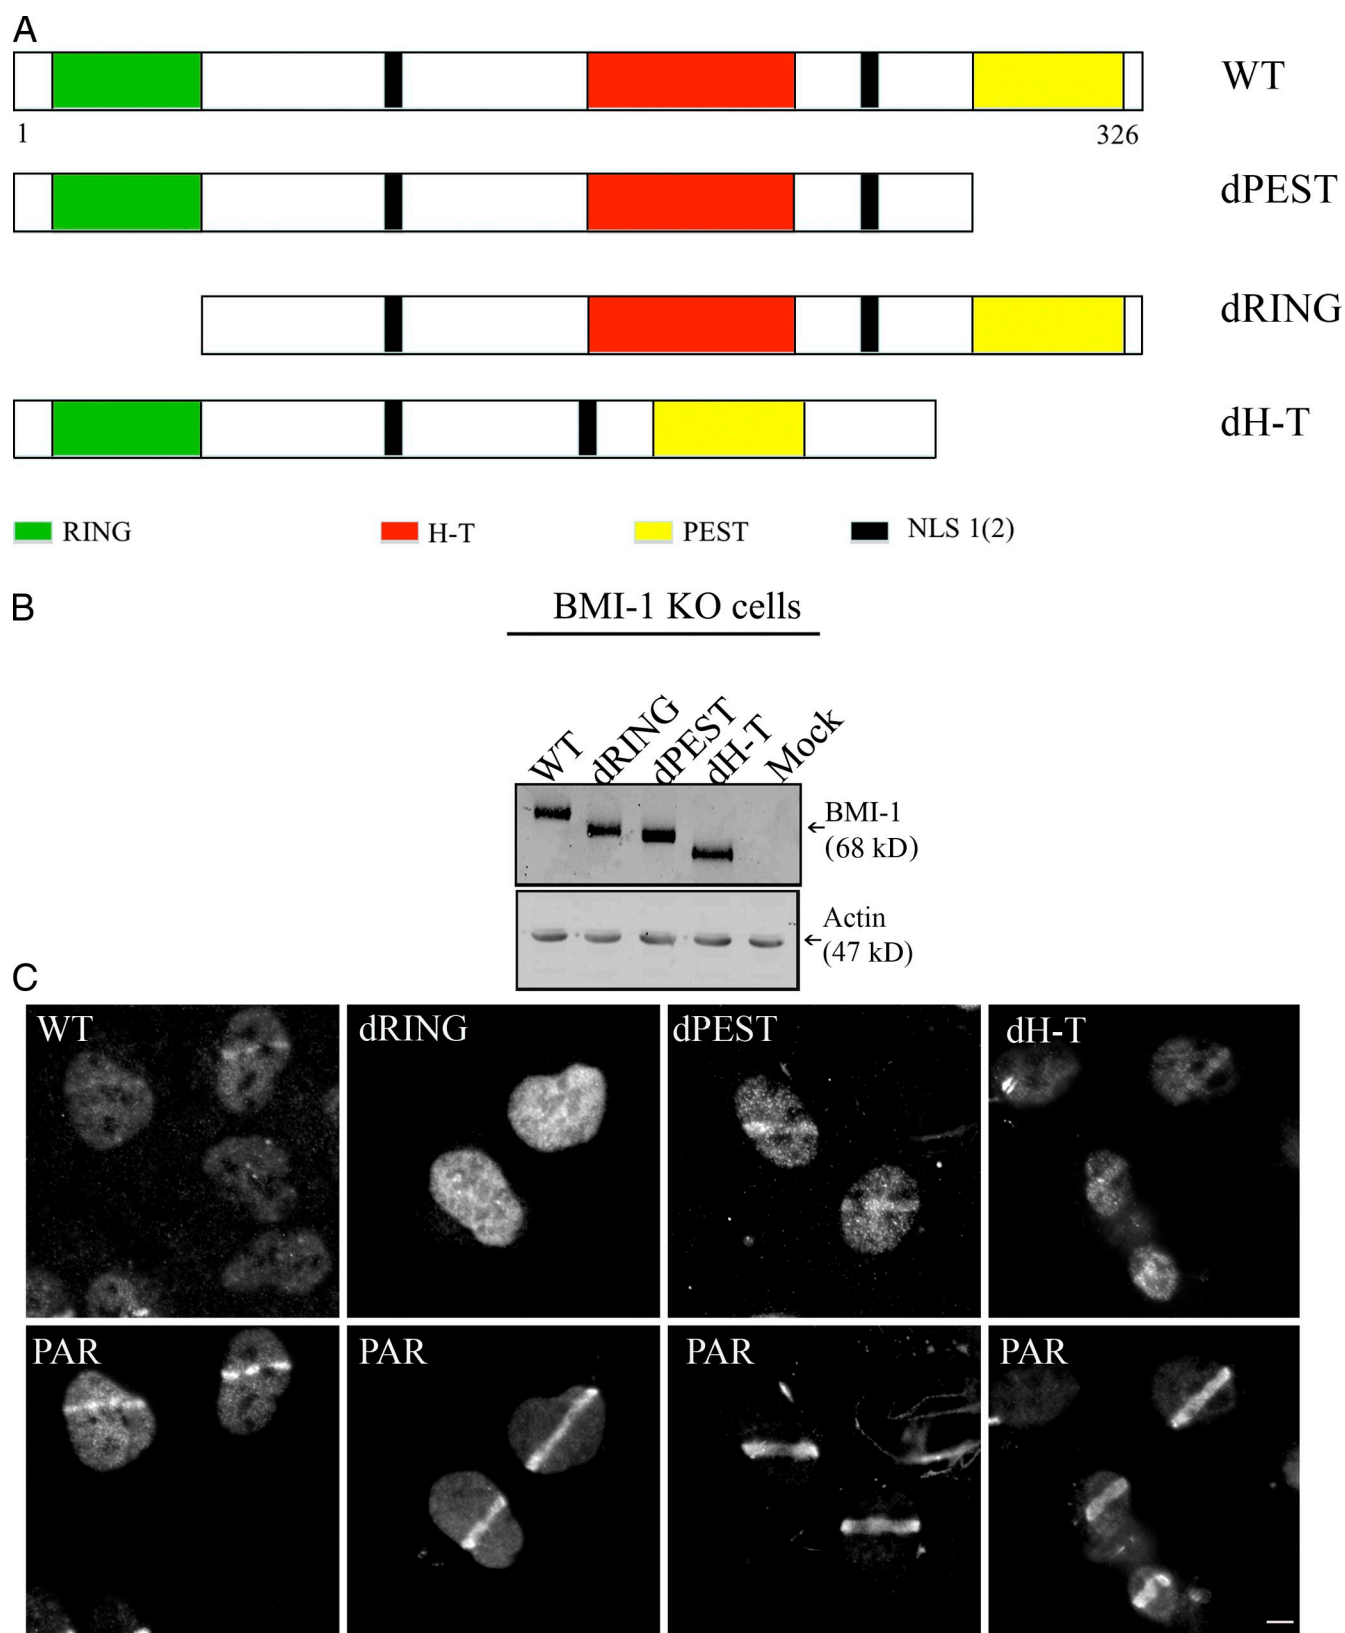 A
WT
1
326
dPEST
dRING
dH-T
RING
H-T
PEST
NLS 1(2)
B
BMI-1 KO cells
WT
dRING
dPEST
dH-T
Mock
BMI-1
(68 kD)
Actin
(47 kD)
C
WT
dRING
dPEST
dH-T
PAR
PAR
PAR
PAR